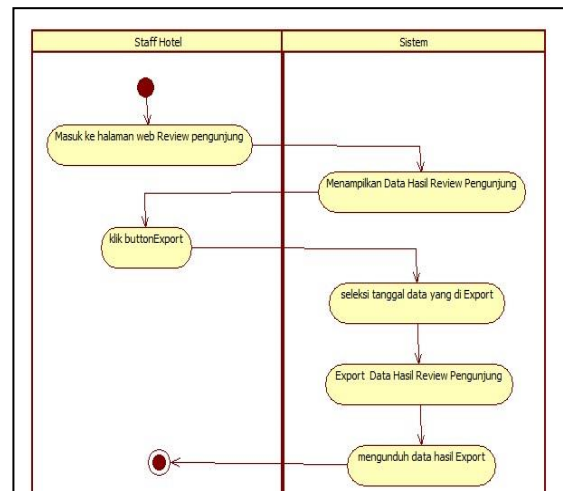 Staff Hotel
Sistem
Masuk ke halaman web Review pengunjung
Menampilkan Data Hasil Review Pengunjung
klik buttonExport
seleksi tanggal data yang di Export
Export Data Hasil Review Pengunjung
mengunduh data hasil Export